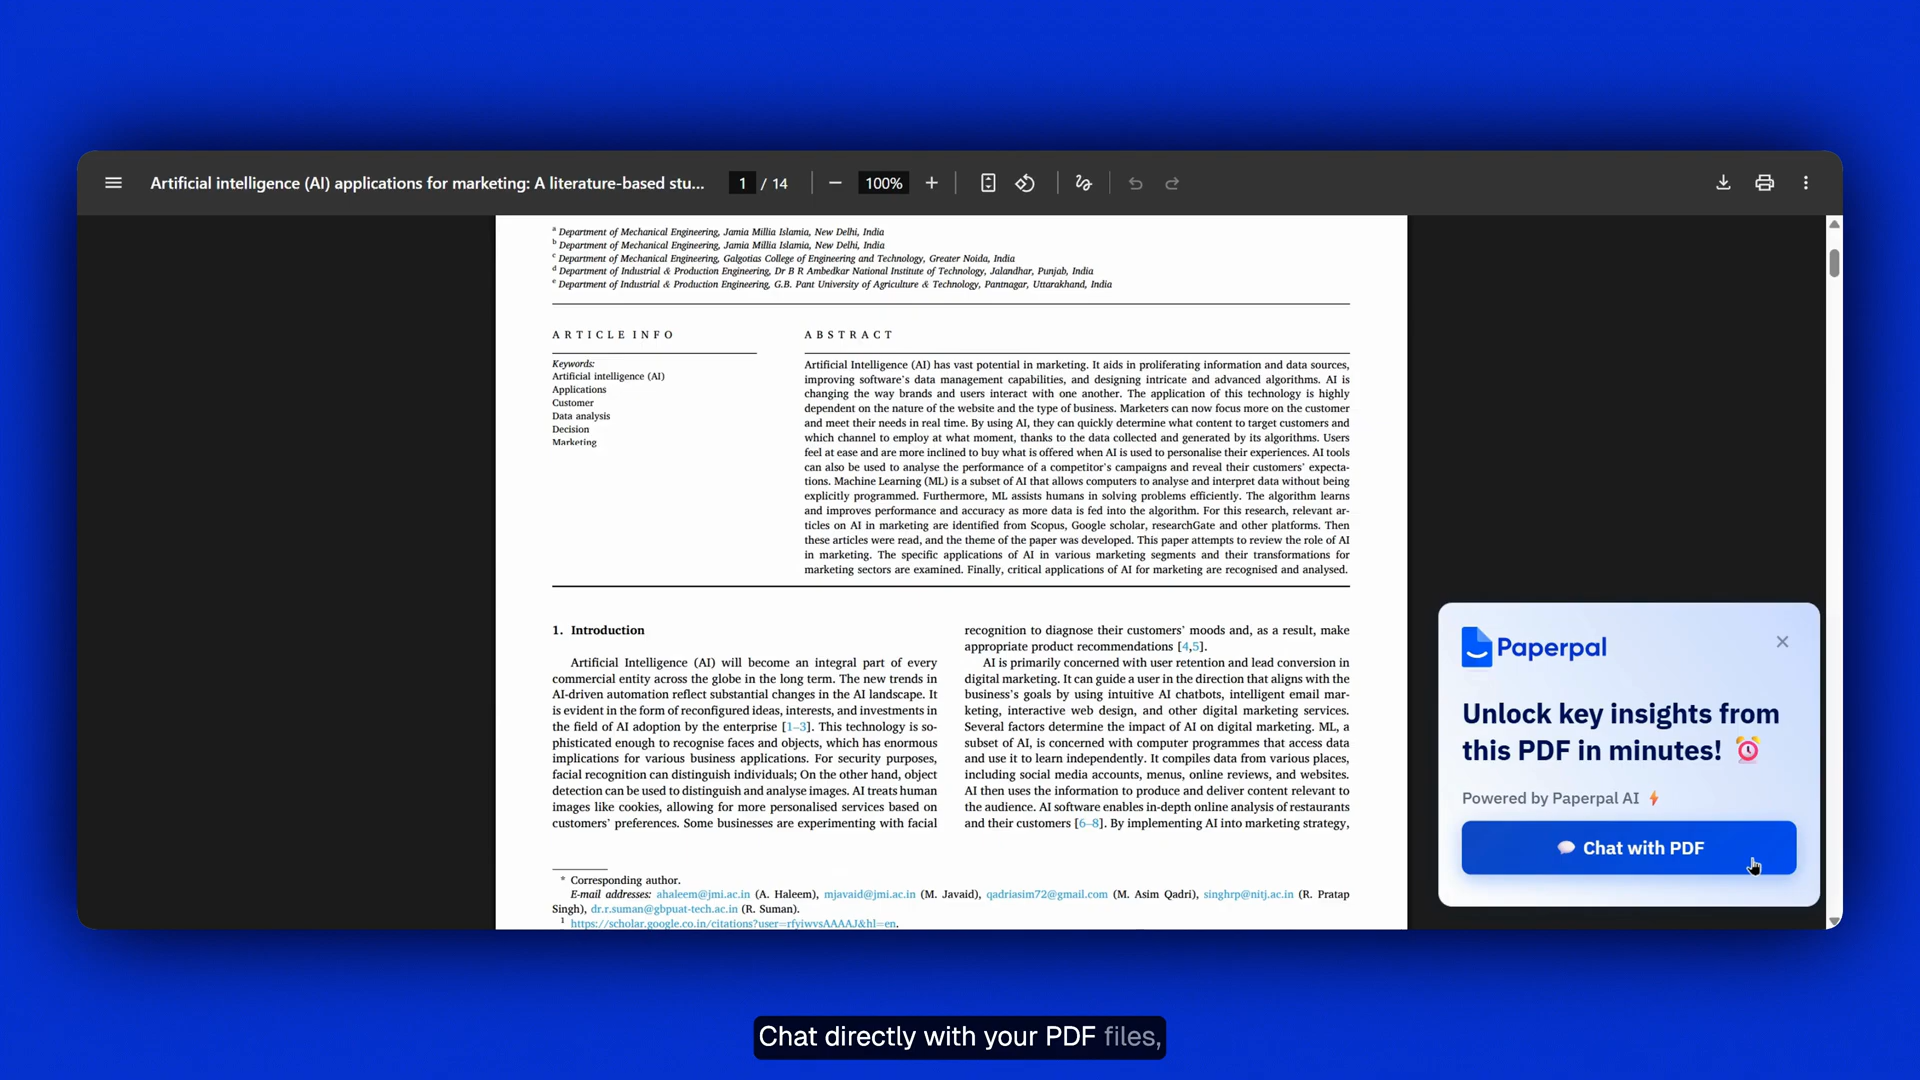 Artificial intelligence (AI) applications for marketing: A literature-based stu...
1 / 14
100%
a Department of Mechanical Engineering, Jamia Millia Islamia, New Delhi, India
b Department of Mechanical Engineering, Jamia Millia Islamia, New Delhi, India
c Department of Mechanical Engineering, Galgotias College of Engineering and Technology, Greater Noida, India
d Department of Industrial & Production Engineering, Dr B R Ambedkar National Institute of Technology, Jalandhar, Punjab, India
e Department of Industrial & Production Engineering, G.B. Pant University of Agriculture & Technology, Pantnagar, Uttarakhand, India
ARTICLE INFO
Keywords:
Artificial intelligence (AI)
Applications
Customer
Data analysis
Decision
Marketing
ABSTRACT
Artificial Intelligence (AI) has vast potential in marketing. It aids in proliferating information and data sources,
improving software's data management capabilities, and designing intricate and advanced algorithms. AI is
changing the way brands and users interact with one another. The application of this technology is highly
dependent on the nature of the website and the type of business. Marketers can now focus more on the customer
and meet their needs in real time. By using AI, they can quickly determine what content to target customers and
which channel to employ at what moment, thanks to the data collected and generated by its algorithms. Users
feel at ease and are more inclined to buy what is offered when AI is used to personalise their experiences. AI tools
can also be used to analyse the performance of a competitor's campaigns and reveal their customers' expecta-
tions. Machine Learning (ML) is a subset of AI that allows computers to analyse and interpret data without being
explicitly programmed. Furthermore, ML assists humans in solving problems efficiently. The algorithm learns
and improves performance and accuracy as more data is fed into the algorithm. For this research, relevant ar-
ticles on AI in marketing are identified from Scopus, Google scholar, researchGate and other platforms. Then
these articles were read, and the theme of the paper was developed. This paper attempts to review the role of AI
in marketing. The specific applications of AI in various marketing segments and their transformations for
marketing sectors are examined. Finally, critical applications of AI for marketing are recognised and analysed.
1. Introduction
Artificial Intelligence (AI) will become an integral part of every
commercial entity across the globe in the long term. The new trends in
AI-driven automation reflect substantial changes in the AI landscape. It
is evident in the form of reconfigured ideas, interests, and investments in
the field of AI adoption by the enterprise [1–3]. This technology is so-
phisticated enough to recognise faces and objects, which has enormous
implications for various business applications. For security purposes,
facial recognition can distinguish individuals; On the other hand, object
detection can be used to distinguish and analyse images. AI treats human
images like cookies, allowing for more personalised services based on
customers' preferences. Some businesses are experimenting with facial
recognition to diagnose their customers' moods and, as a result, make
appropriate product recommendations [4,5].
AI is primarily concerned with user retention and lead conversion in
digital marketing. It can guide a user in the direction that aligns with the
business's goals by using intuitive AI chatbots, intelligent email mar-
keting, interactive web design, and other digital marketing services.
Several factors determine the impact of AI on digital marketing. ML, a
subset of AI, is concerned with computer programmes that access data
and use it to learn independently. It compiles data from various places,
including social media accounts, menus, online reviews, and websites.
AI then uses the information to produce and deliver content relevant to
the audience. AI software enables in-depth online analysis of restaurants
and their customers [6–8]. By implementing AI into marketing strategy,
* Corresponding author.
E-mail addresses: ahaleem@jmi.ac.in (A. Haleem), mjavaid@jmi.ac.in (M. Javaid), qadriasim72@gmail.com (M. Asim Qadri), singhrp@nitj.ac.in (R. Pratap
Singh), dr.r.suman@gbpuat-tech.ac.in (R. Suman).
1 https://scholar.google.co.in/citations?user=rfyiwvsAAAAJ&hl=en.
Paperpal
Unlock key insights from
this PDF in minutes!
Powered by Paperpal AI
Chat with PDF
Chat directly with your PDF files,